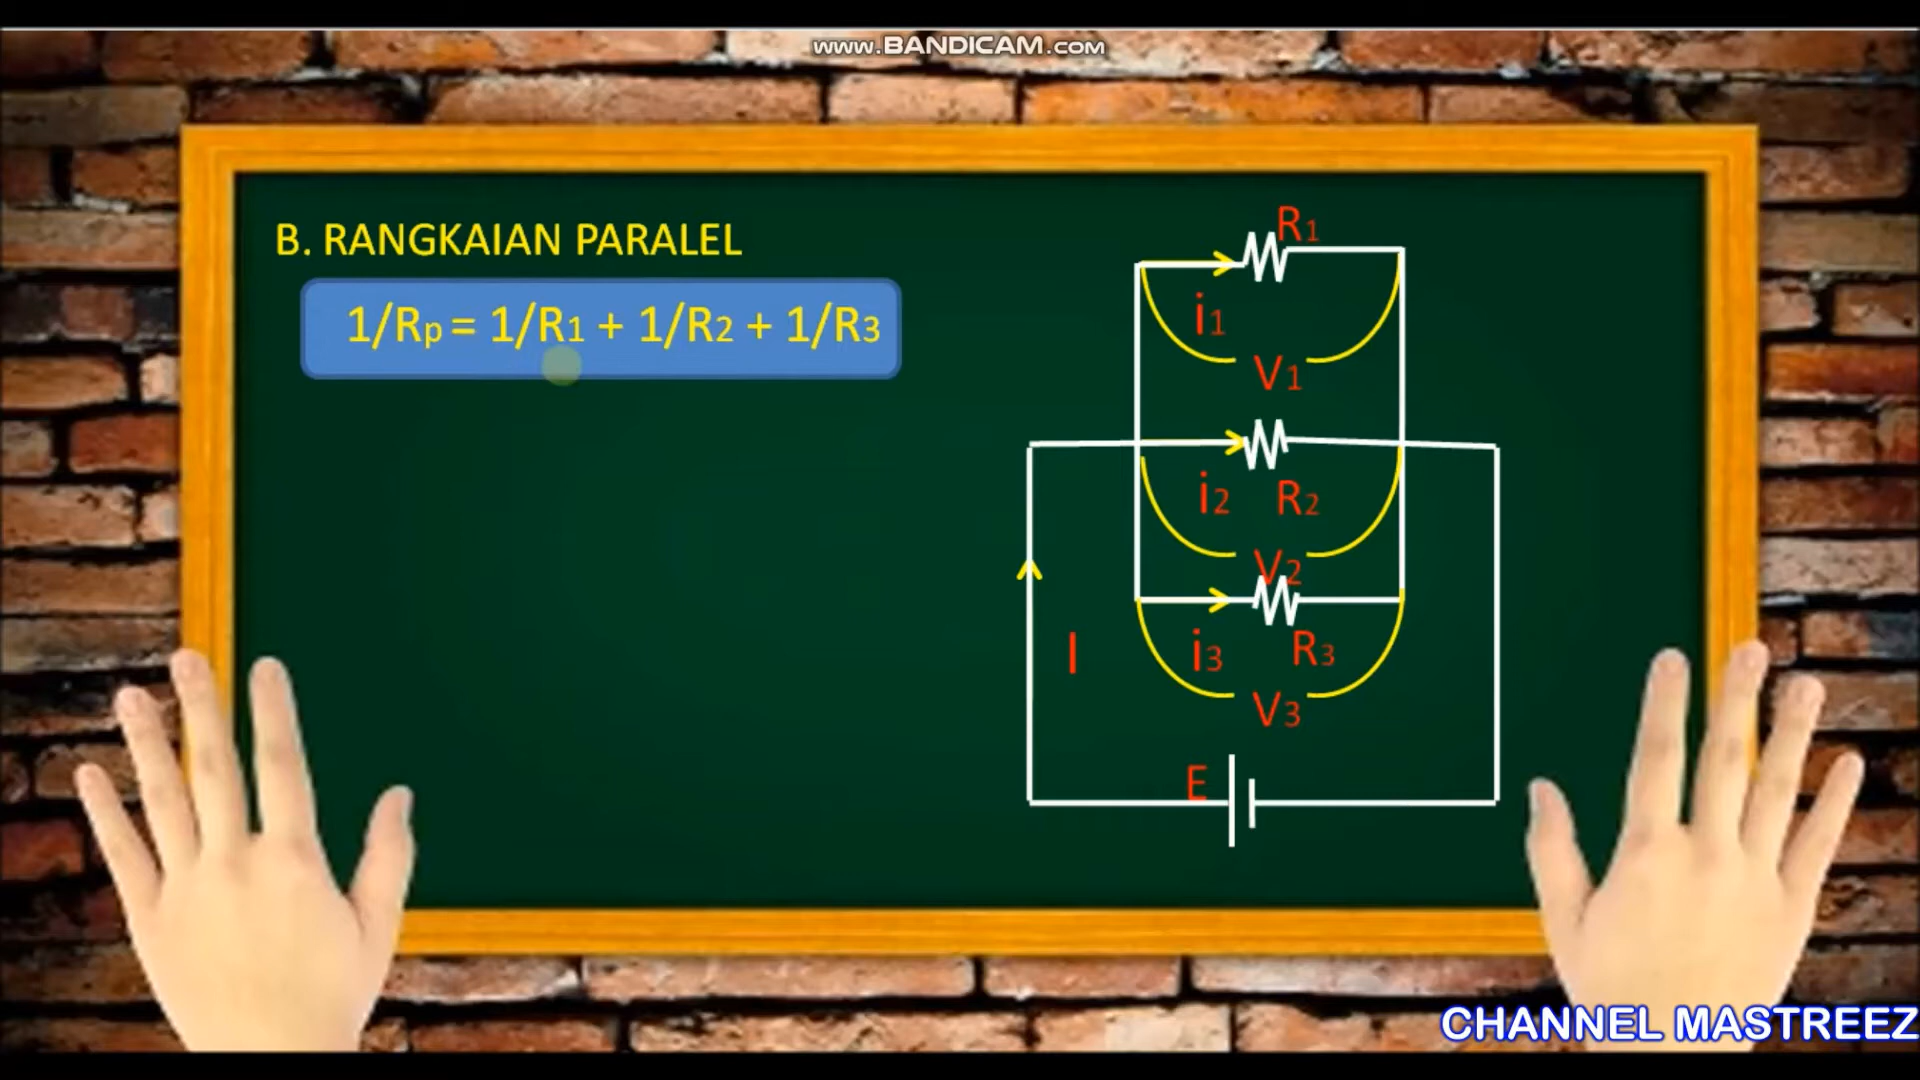 www.BANDICAM.com
B. RANGKAIAN PARALEL
1/Rp = 1/R1 + 1/R2 + 1/R3
R1
i1
V1
i2 R2
V2
i3 R3
I
V3
E
CHANNEL MASTREEZ